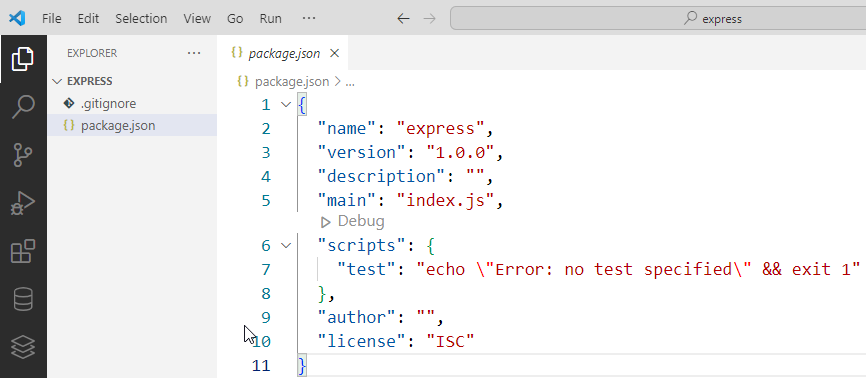 File Edit Selection View Go Run ... express
EXPLORER ... package.json
EXPRESS
.gitignore
package.json
package.json > ...
1 {
2 "name": "express",
3 "version": "1.0.0",
4 "description": "",
5 "main": "index.js",
Debug
6 "scripts": {
7 "test": "echo \"Error: no test specified\" && exit 1"
8 },
9 "author": "",
10 "license": "ISC"
11 }